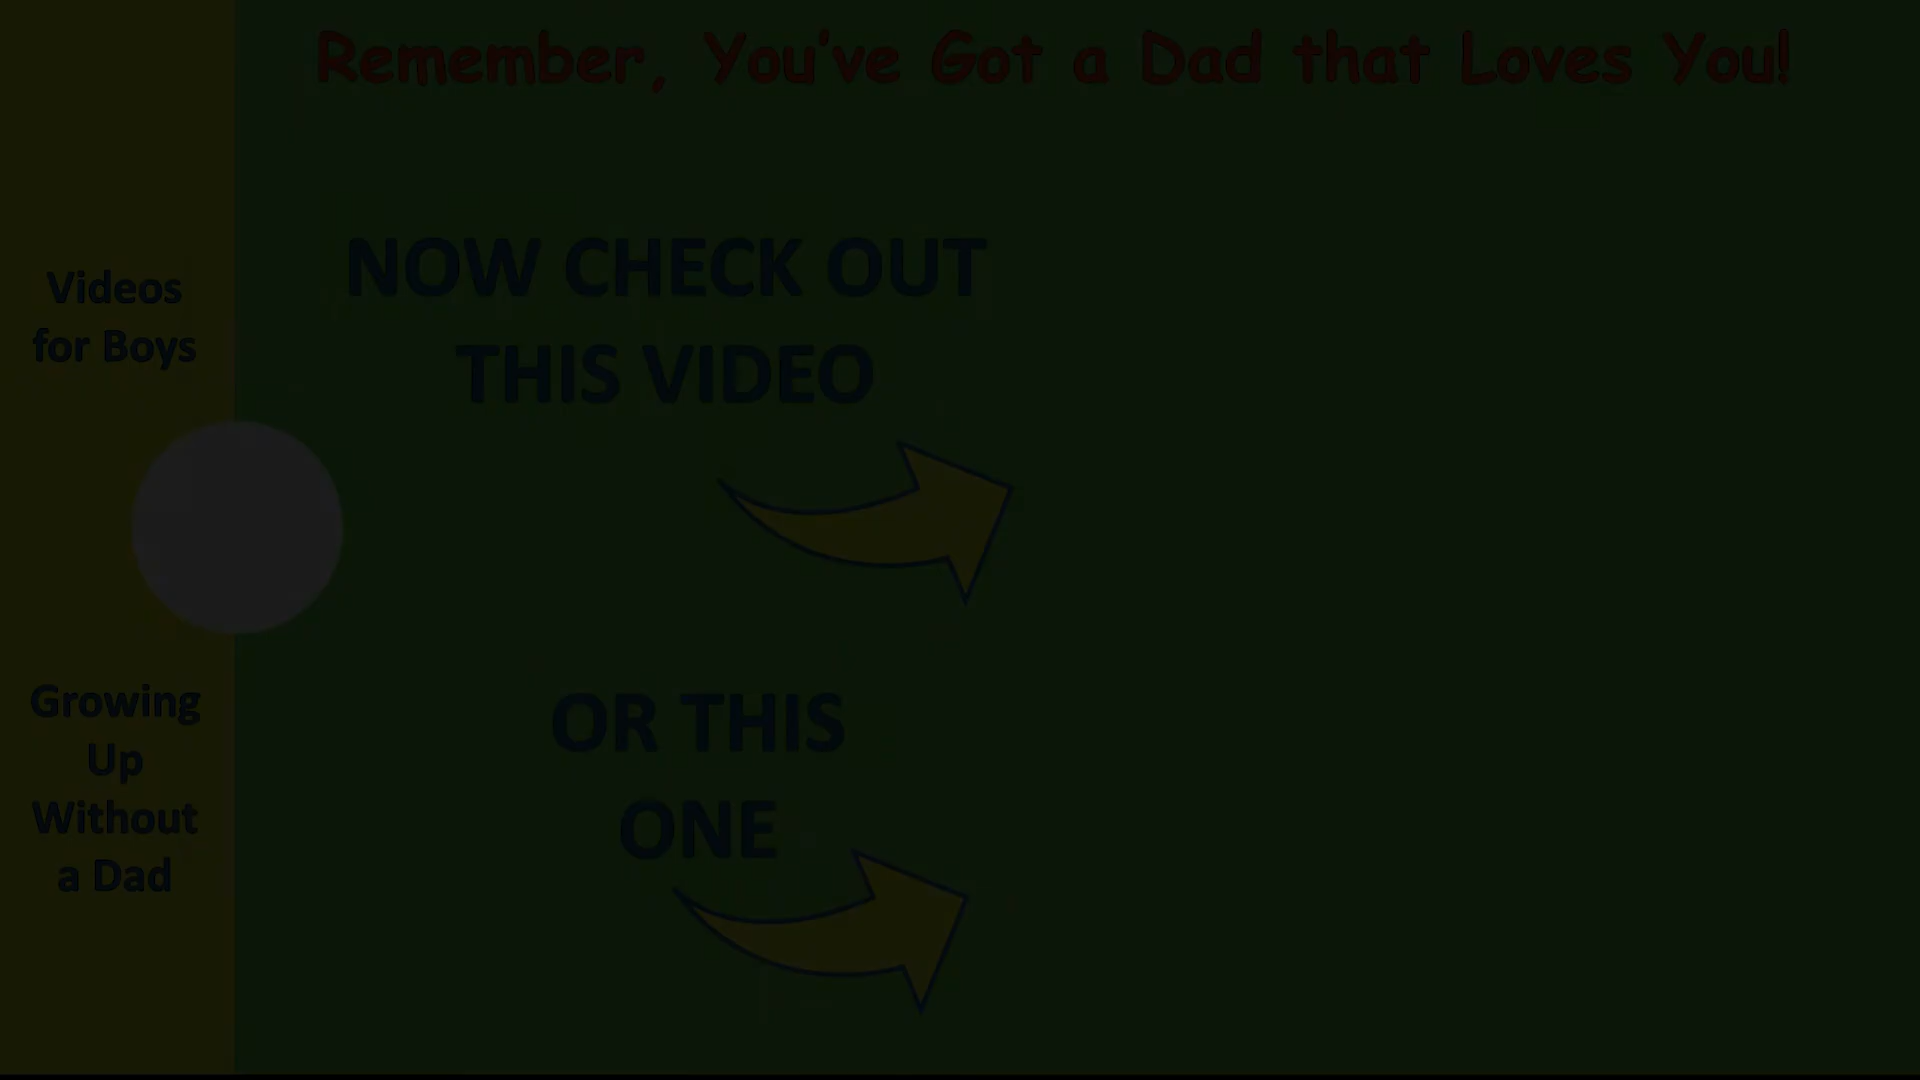 Remember, You've Got a Dad that Loves You!
NOW CHECK OUT
THIS VIDEO
Videos
for Boys
OR THIS
ONE
Growing
Up
Without
a Dad